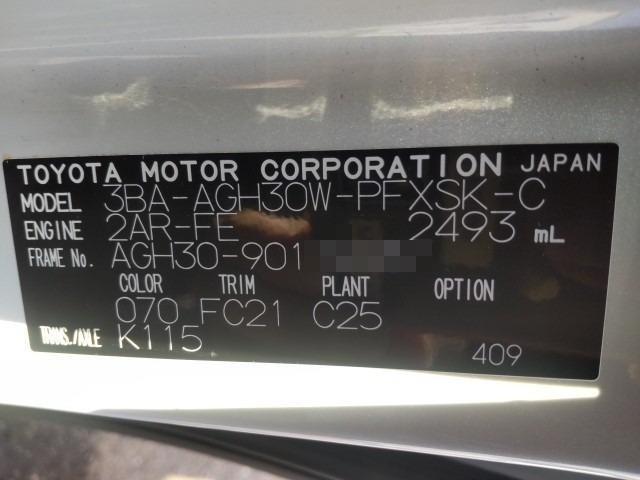 TOYOTA MOTOR CORPORATION JAPAN
MODEL 3BA-AGH30W-PFXSK-C
ENGINE 2AR-FE 2493 mL
FRAME No. AGH30-901
COLOR TRIM PLANT OPTION
070 FC21 C25
TRANS./AXLE K115
409